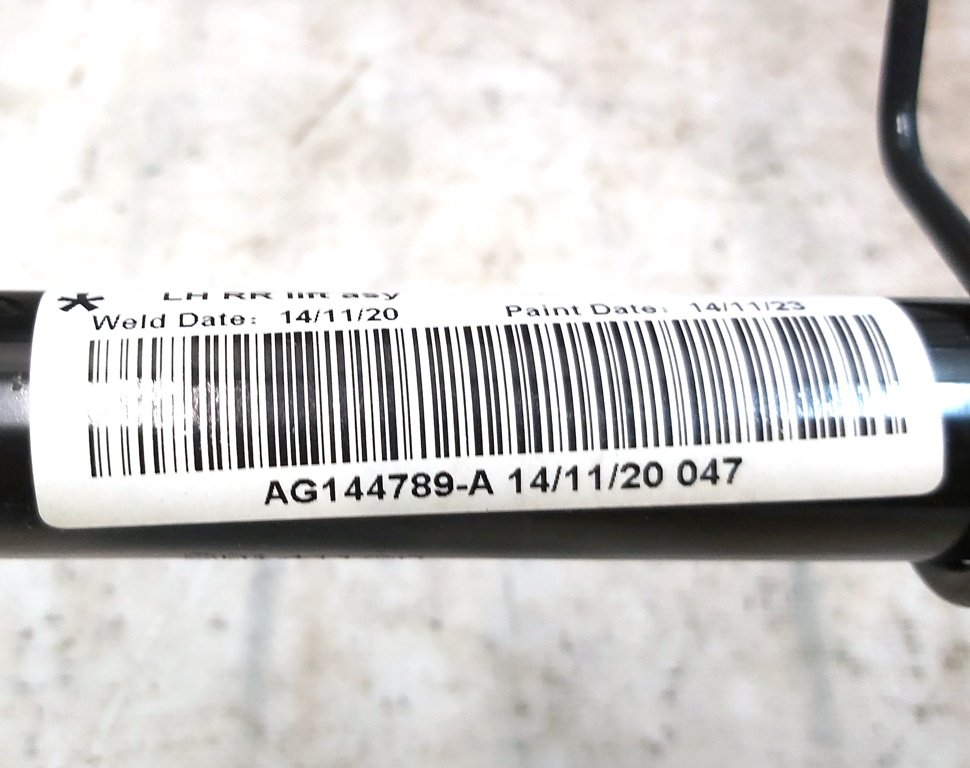 * LH RR lift asy
Weld Date: 14/11/20 Paint Date: 14/11/23
AG144789-A 14/11/20 047